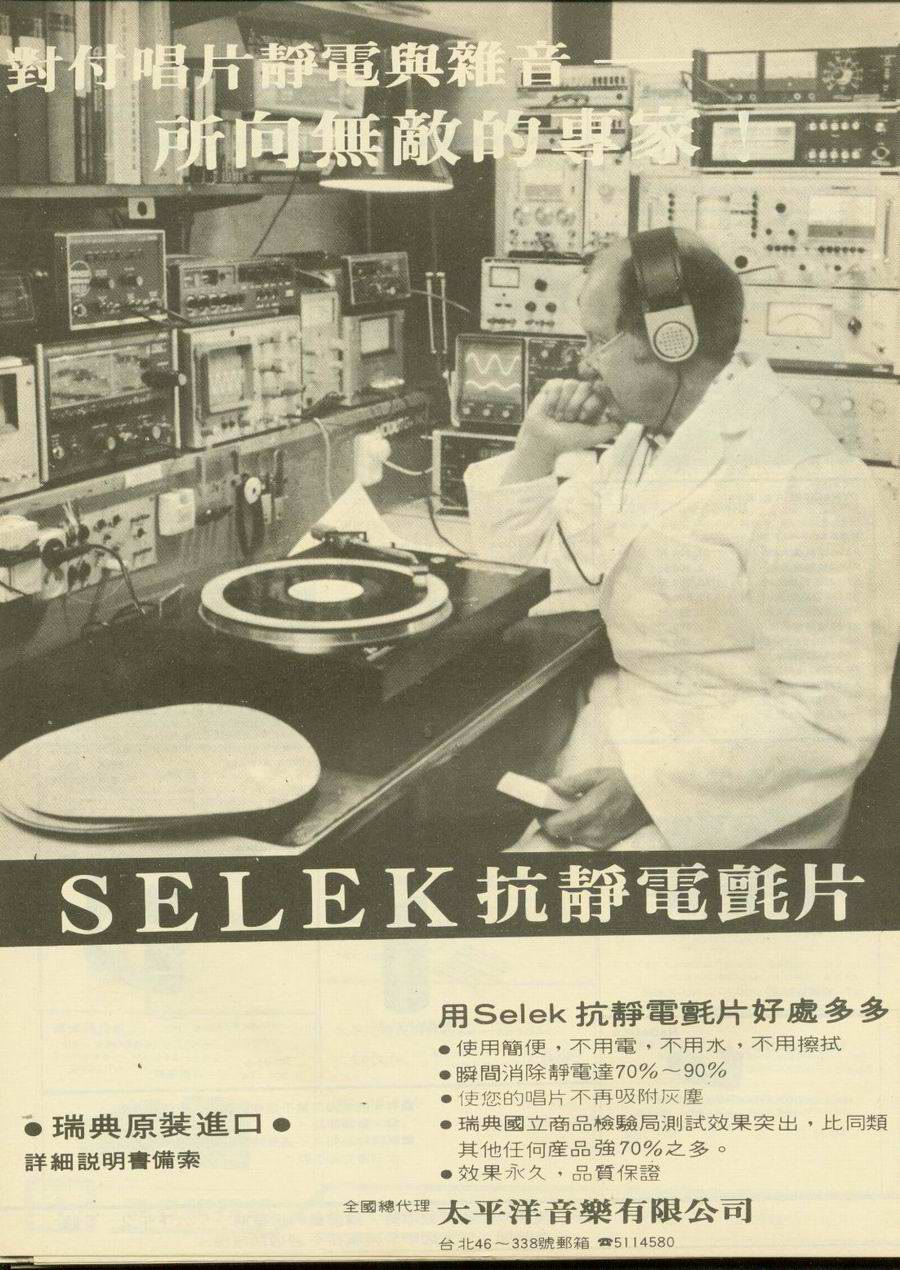 對付唱片靜電與雜音——
所向無敵的專家！
SELEK抗靜電氈片
用Selek 抗靜電氈片好處多多
●使用簡便，不用電，不用水，不用擦拭
●瞬間消除靜電達70%～90%
●使您的唱片不再吸附灰塵
●瑞典國立商品檢驗局測試效果突出，比同類
其他任何產品強70%之多。
●效果永久，品質保證
●瑞典原裝進口●
詳細說明書備索
全國總代理 太平洋音樂有限公司
台北46～338號郵箱 ☎5114580